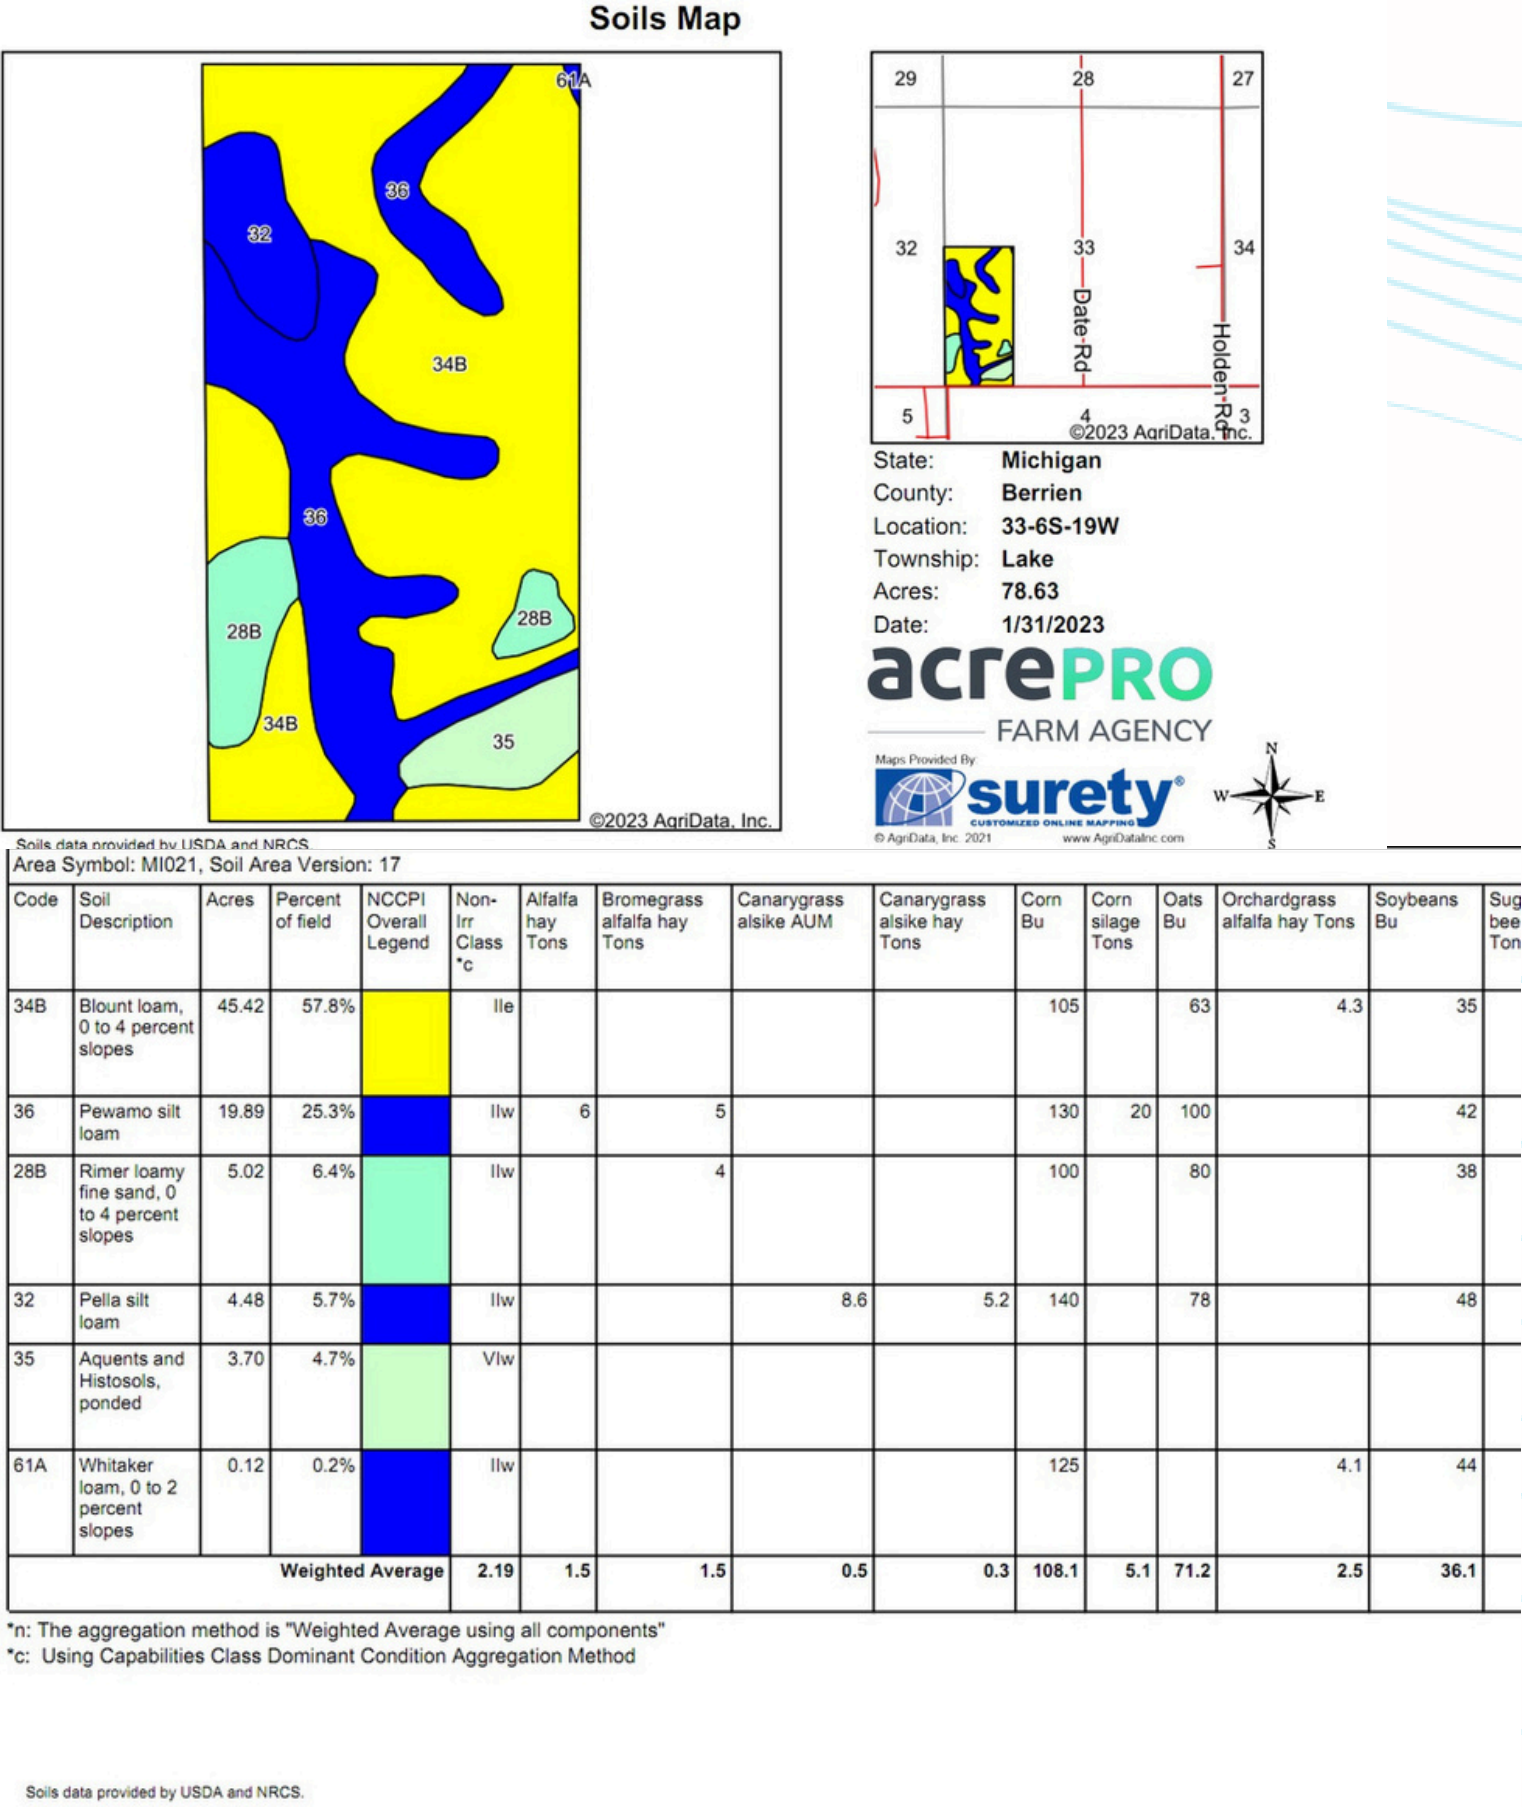 Soils Map
61A
36
32
34B
36
28B
28B
34B
35
©2023 AgriData, Inc.
Soils data provided by USDA and NRCS.
29
28
27
32
33
34
Date Rd
Holden Rd
5
4
3
©2023 AgriData, Inc.
State: Michigan
County: Berrien
Location: 33-6S-19W
Township: Lake
Acres: 78.63
Date: 1/31/2023
acrePRO
FARM AGENCY
Maps Provided By:
surety®
CUSTOMIZED ONLINE MAPPING
© AgriData, Inc. 2021 www.AgriDataInc.com
N
W E
S
Area Symbol: MI021, Soil Area Version: 17
Code Soil Acres Percent NCCPI Non- Alfalfa Bromegrass Canarygrass Canarygrass Corn Corn Oats Orchardgrass Soybeans Sug
Description of field Overall Irr hay alfalfa hay alsike AUM alsike hay Bu silage Bu alfalfa hay Tons Bu bee
Legend Class Tons Tons Tons Tons Ton
*c
34B Blount loam, 45.42 57.8% IIe 105 63 4.3 35
0 to 4 percent
slopes
36 Pewamo silt 19.89 25.3% IIw 6 5 130 20 100 42
loam
28B Rimer loamy 5.02 6.4% IIw 4 100 80 38
fine sand, 0
to 4 percent
slopes
32 Pella silt 4.48 5.7% IIw 8.6 5.2 140 78 48
loam
35 Aquents and 3.70 4.7% VIw
Histosols,
ponded
61A Whitaker 0.12 0.2% IIw 125 4.1 44
loam, 0 to 2
percent
slopes
Weighted Average 2.19 1.5 1.5 0.5 0.3 108.1 5.1 71.2 2.5 36.1
*n: The aggregation method is "Weighted Average using all components"
*c: Using Capabilities Class Dominant Condition Aggregation Method
Soils data provided by USDA and NRCS.